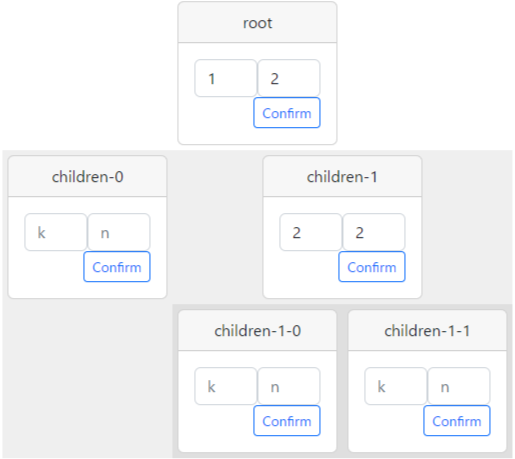 root
1 2
Confirm
children-0 children-1
k n 2 2
Confirm Confirm
children-1-0 children-1-1
k n k n
Confirm Confirm